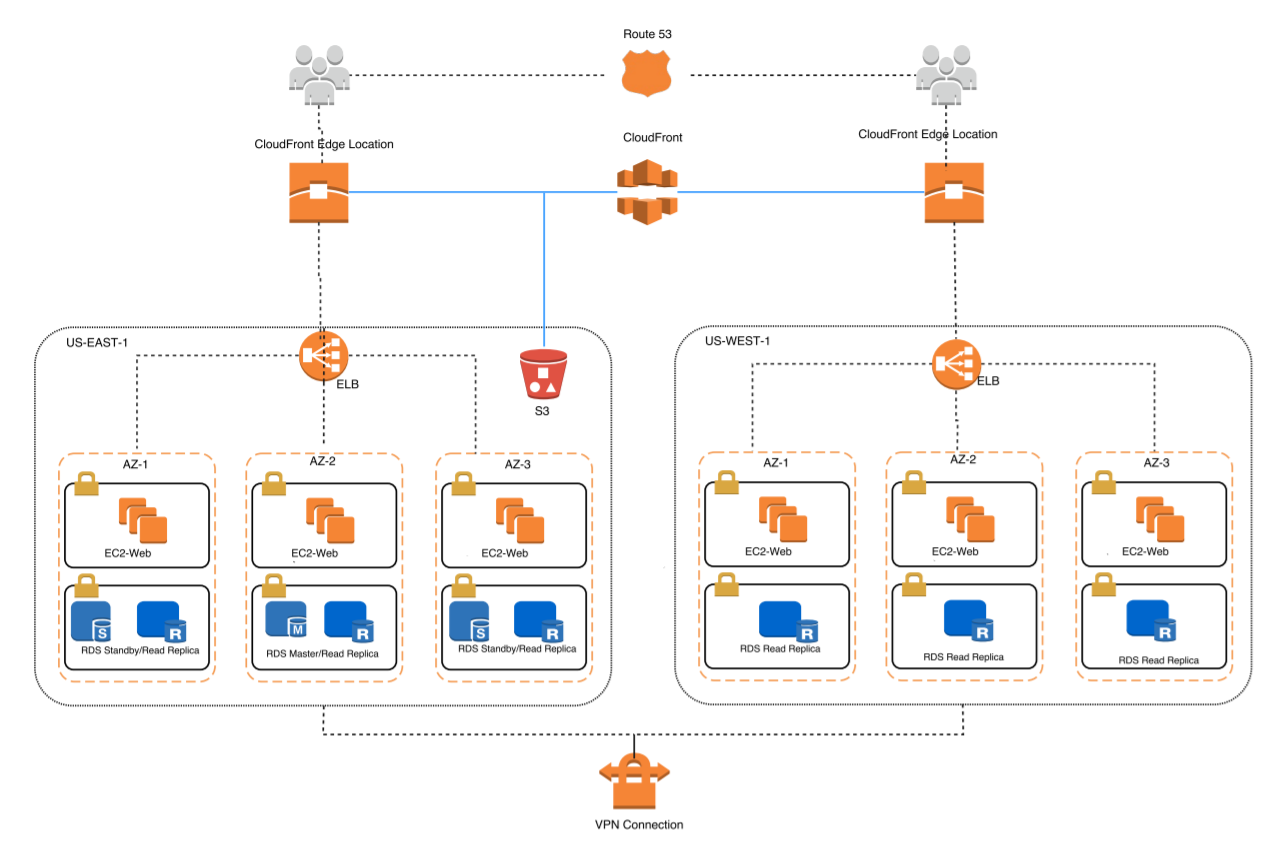 Route 53
CloudFront Edge Location
CloudFront
CloudFront Edge Location
US-EAST-1
ELB
S3
AZ-1
AZ-2
AZ-3
EC2-Web
EC2-Web
EC2-Web
S
R
M
R
S
R
RDS Standby/Read Replica
RDS Master/Read Replica
RDS Standby/Read Replica
US-WEST-1
ELB
AZ-1
AZ-2
AZ-3
EC2-Web
EC2-Web
EC2-Web
R
R
R
RDS Read Replica
RDS Read Replica
RDS Read Replica
VPN Connection